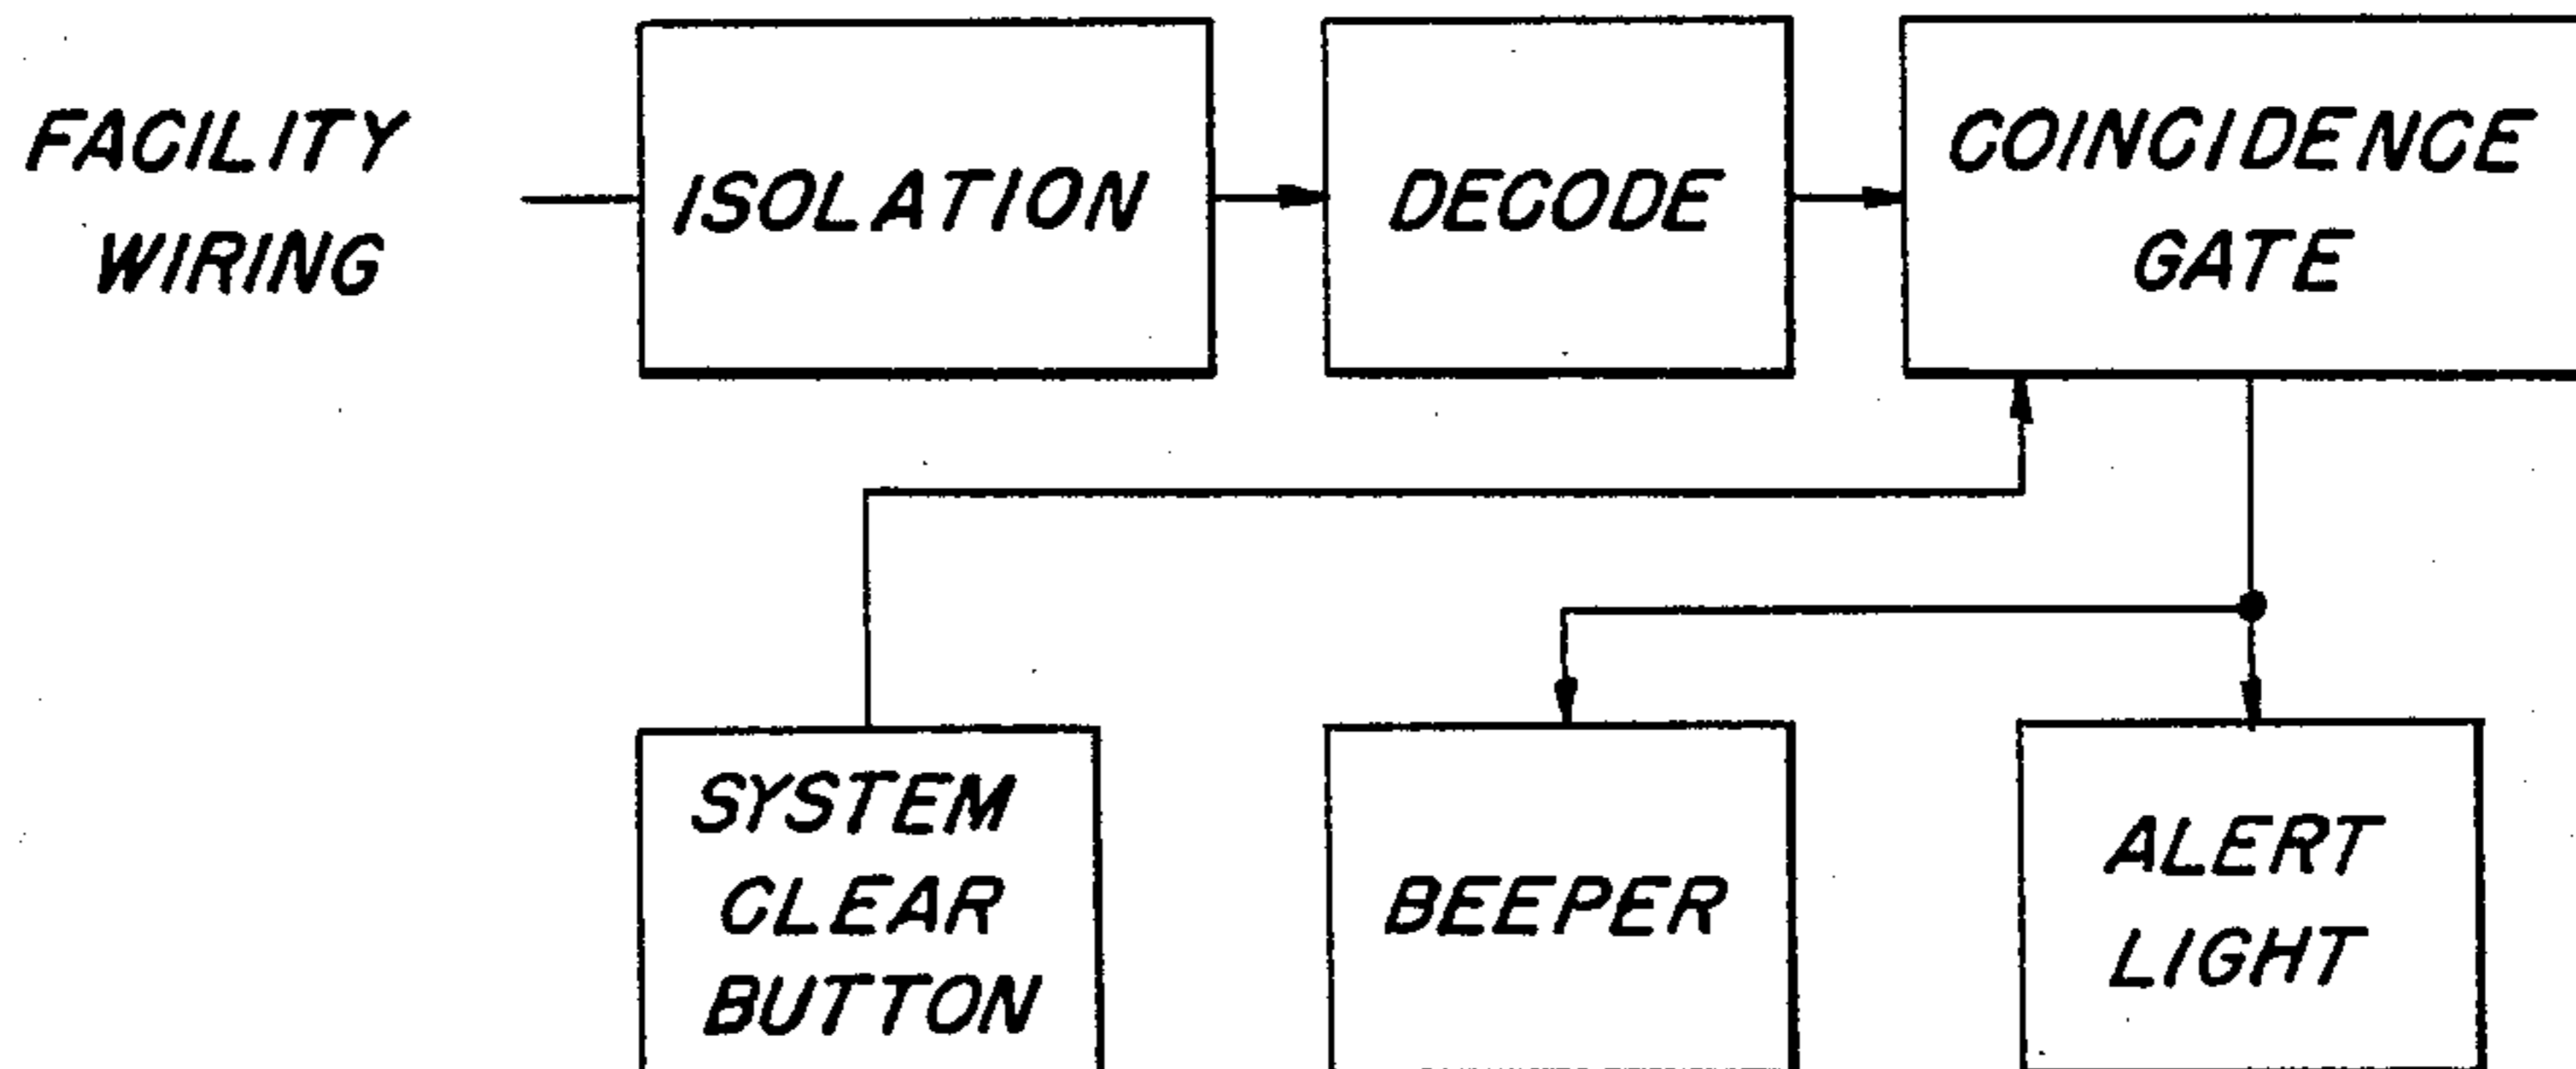 FACILITY
WIRING
ISOLATION
DECODE
COINCIDENCE
GATE
SYSTEM
CLEAR
BUTTON
BEEPER
ALERT
LIGHT